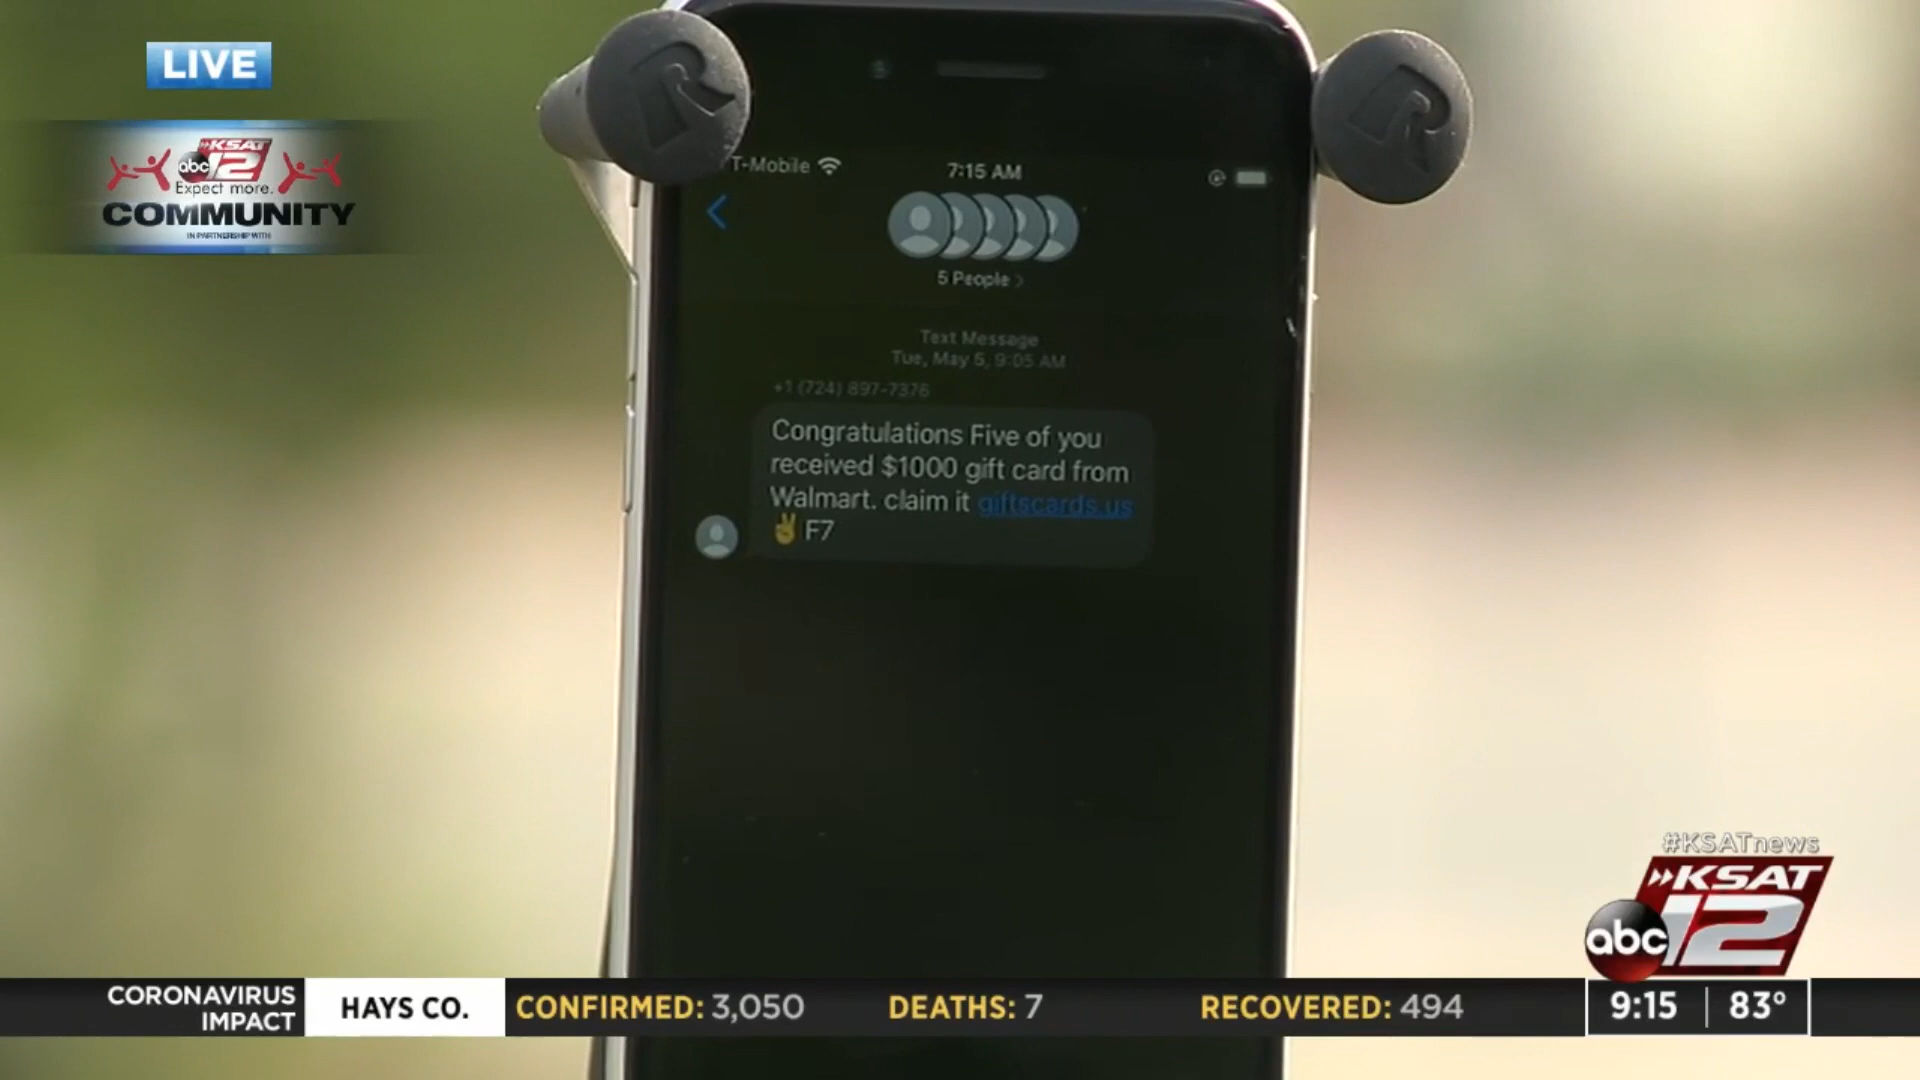 LIVE
KSAT
abc 12
Expect more.
COMMUNITY
IN PARTNERSHIP WITH
T-Mobile
7:15 AM
5 People >
Text Message
Tue, May 5, 9:05 AM
+1 (724) 897-7376
Congratulations Five of you
received $1000 gift card from
Walmart. claim it giftscards.us
✌️ F7
#KSATnews
KSAT
abc 12
CORONAVIRUS
IMPACT
HAYS CO.
CONFIRMED: 3,050
DEATHS: 7
RECOVERED: 494
9:15
83°